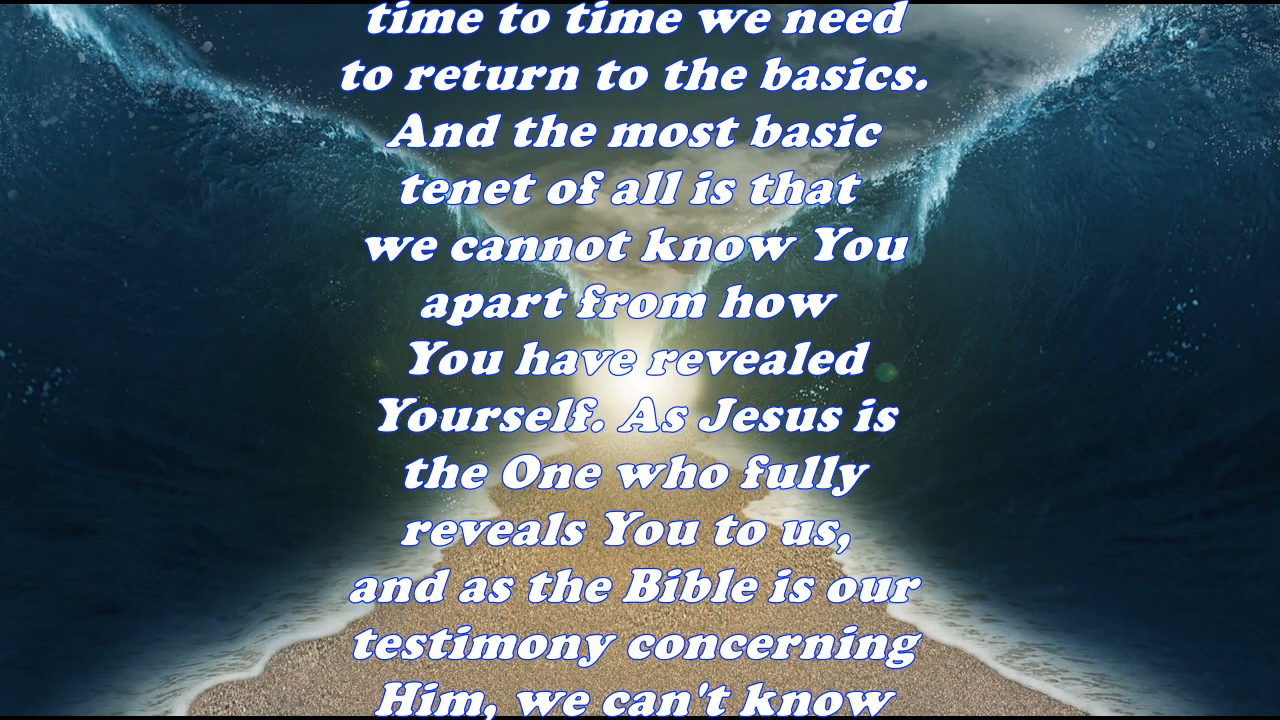 time to time we need
to return to the basics.
And the most basic
tenet of all is that
we cannot know You
apart from how
You have revealed
Yourself. As Jesus is
the One who fully
reveals You to us,
and as the Bible is our
testimony concerning
Him, we can't know